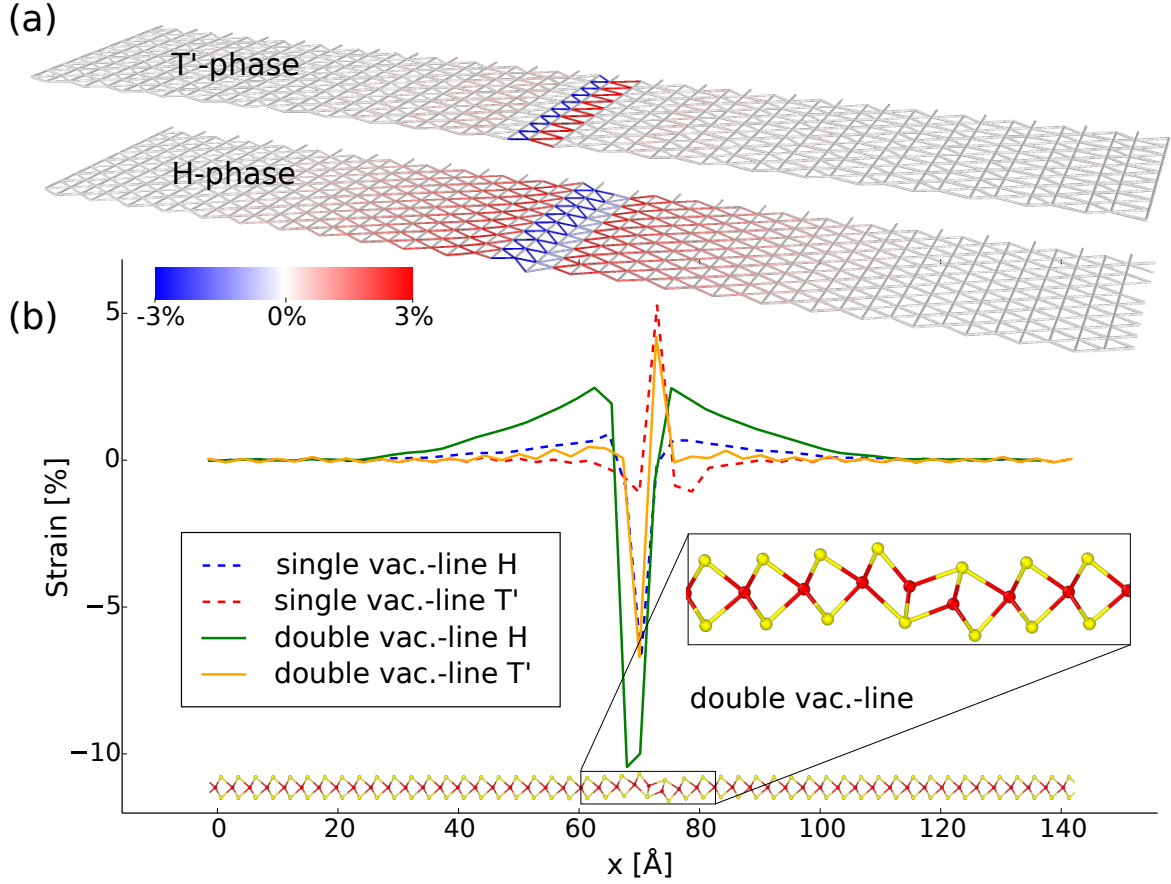 (a)
T'-phase
H-phase
-3% 0% 3%
(b)
5
0
−5
−10
Strain [%]
single vac.-line H
single vac.-line T'
double vac.-line H
double vac.-line T'
double vac.-line
0 20 40 60 80 100 120 140
x [Å]